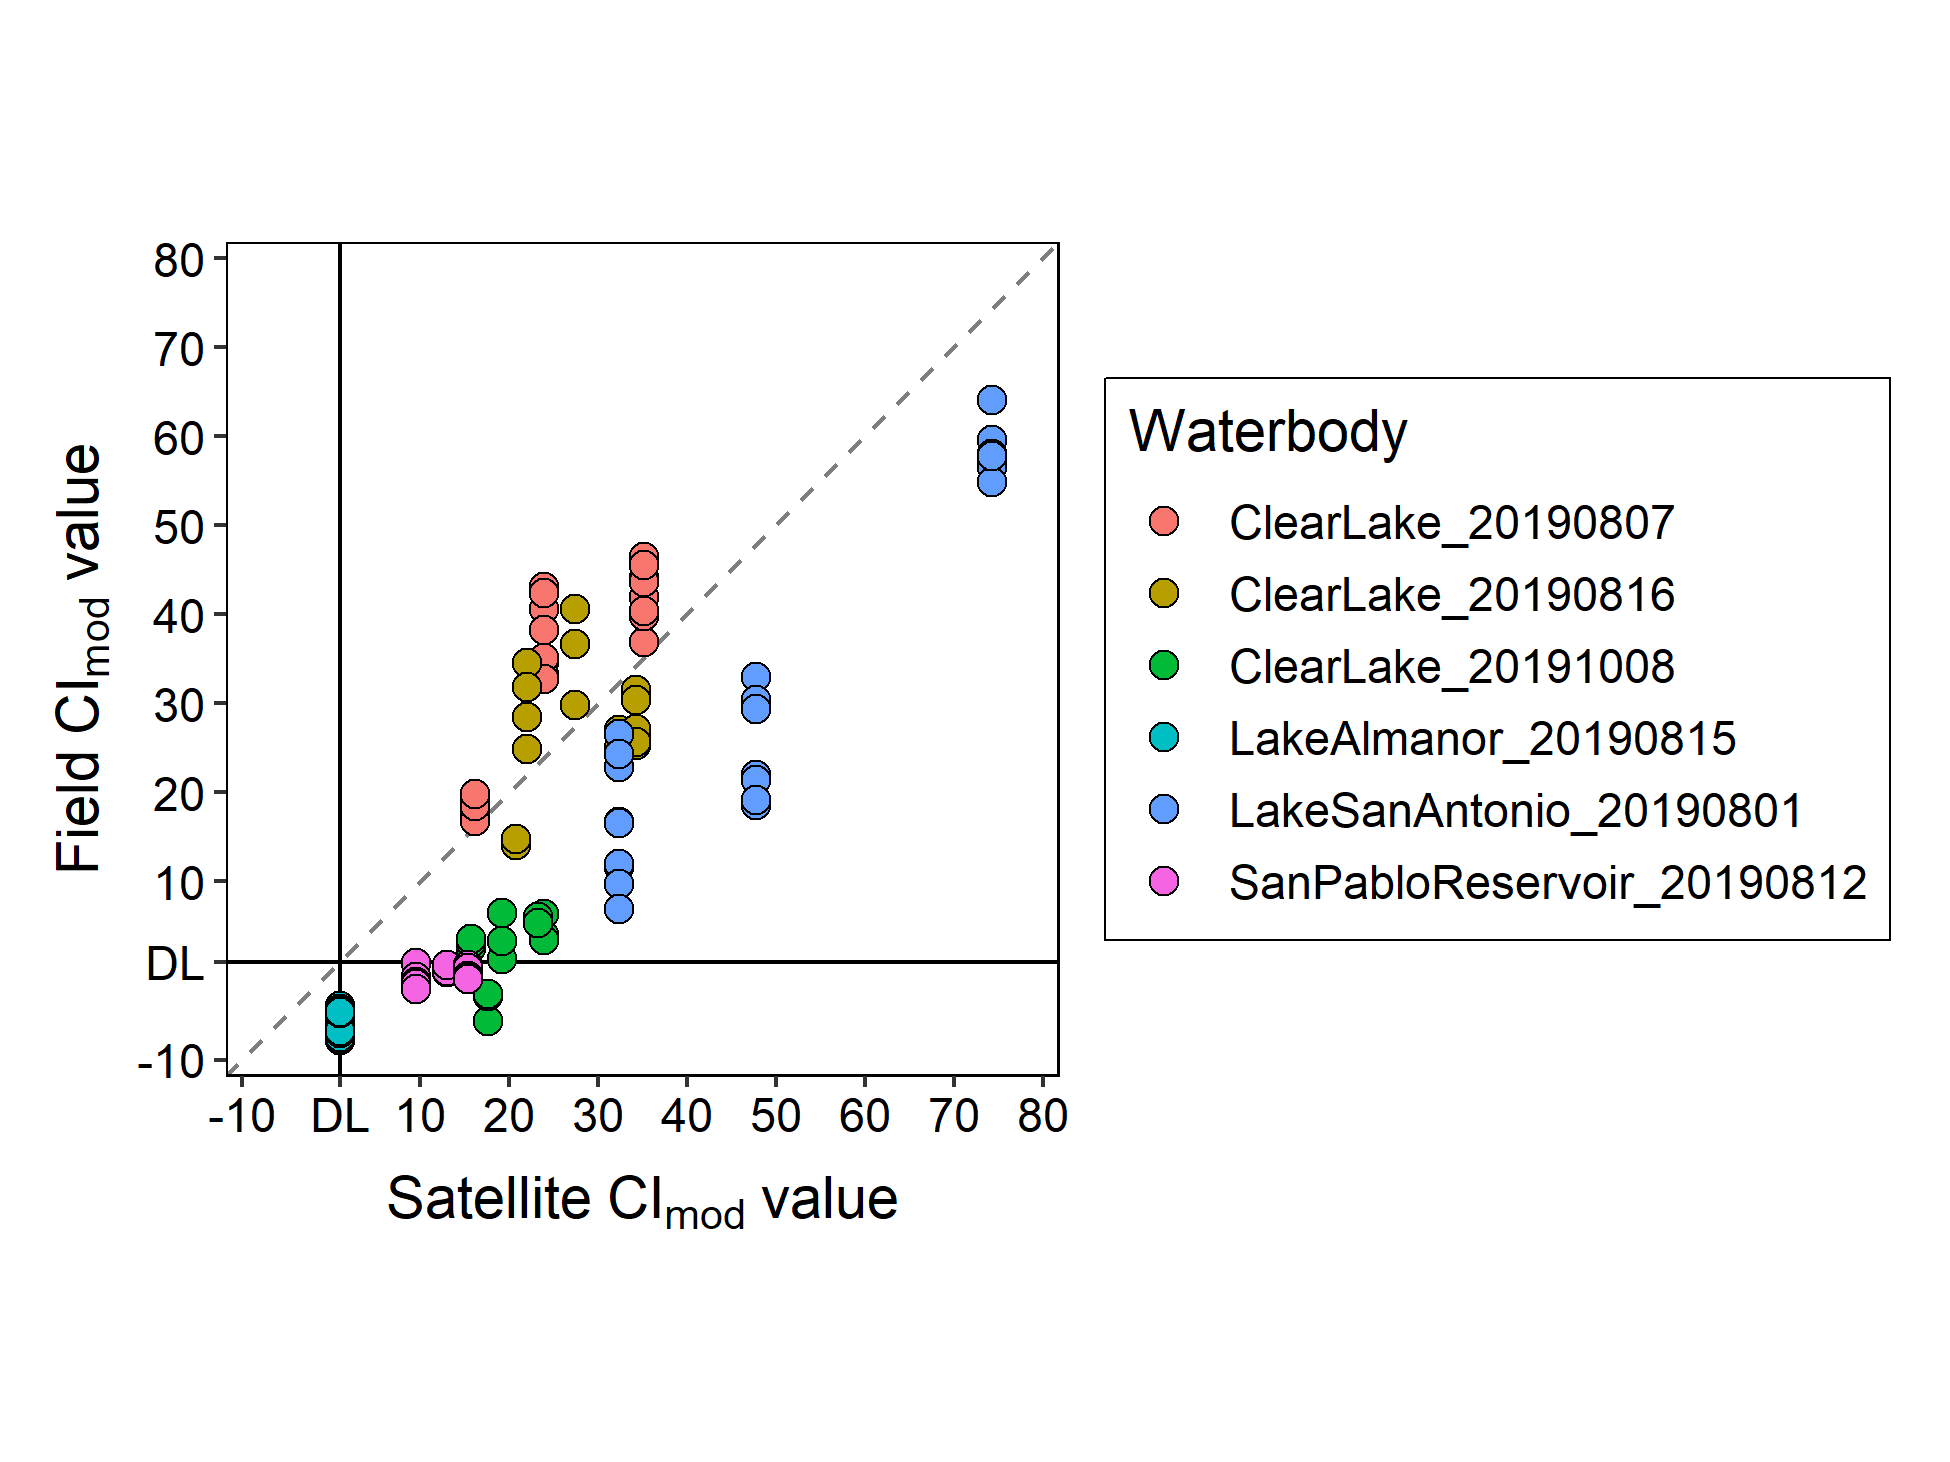 80
70
60
50
40
30
20
10
DL
-10
Field CI_mod value
-10 DL 10 20 30 40 50 60 70 80
Satellite CI_mod value
Waterbody
ClearLake_20190807
ClearLake_20190816
ClearLake_20191008
LakeAlmanor_20190815
LakeSanAntonio_20190801
SanPabloReservoir_20190812